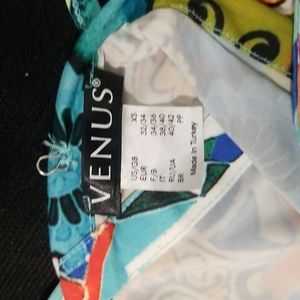 VENUS®
US/GB XS
EUR 32/34
F/B 34/36
IT 38/40
RU/UA 40/42
BR PP
Made in Turkey